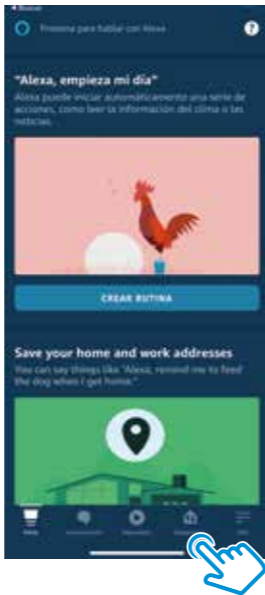 Buscar
Presiona para hablar con Alexa
?
"Alexa, empieza mi día"
Alexa puede iniciar automáticamente una serie de
acciones, como leer la información del clima o las
noticias.
CREAR RUTINA
Save your home and work addresses
You can say things like "Alexa, remind me to feed
the dog when I get home."
Inicio